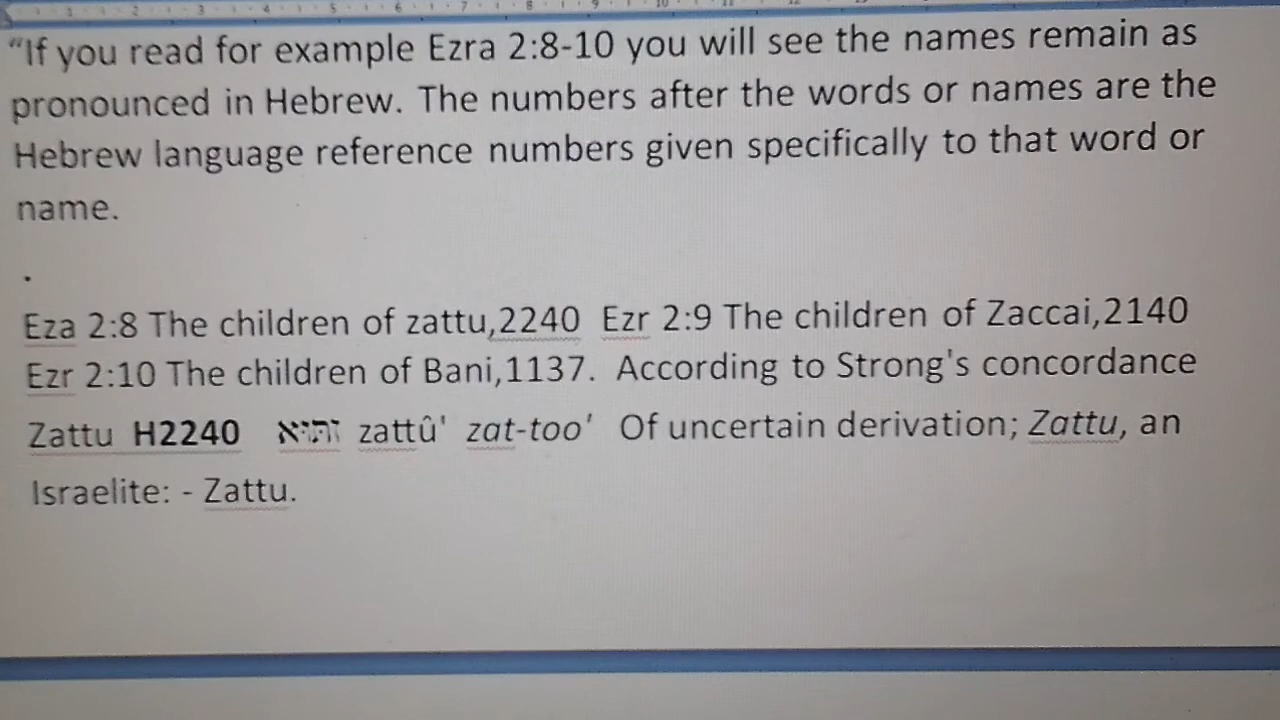 “If you read for example Ezra 2:8-10 you will see the names remain as
pronounced in Hebrew. The numbers after the words or names are the
Hebrew language reference numbers given specifically to that word or
name.
.
Eza 2:8 The children of zattu,2240 Ezr 2:9 The children of Zaccai,2140
Ezr 2:10 The children of Bani,1137. According to Strong's concordance
Zattu H2240 זתּוּא zattû' zat-too' Of uncertain derivation; Zattu, an
Israelite: - Zattu.